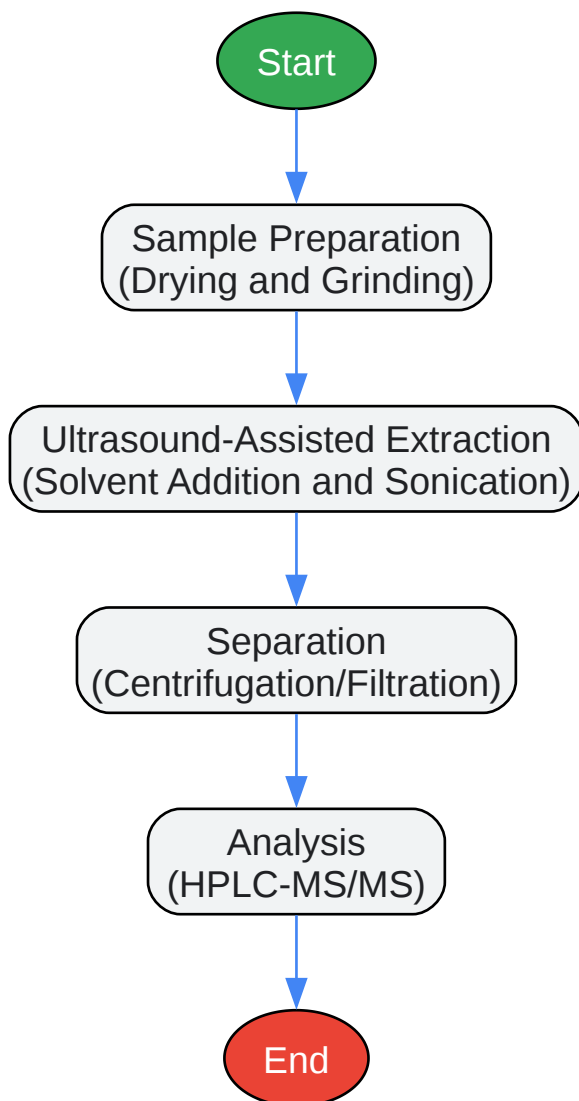 Start
Sample Preparation
(Drying and Grinding)
Ultrasound-Assisted Extraction
(Solvent Addition and Sonication)
Separation
(Centrifugation/Filtration)
Analysis
(HPLC-MS/MS)
End